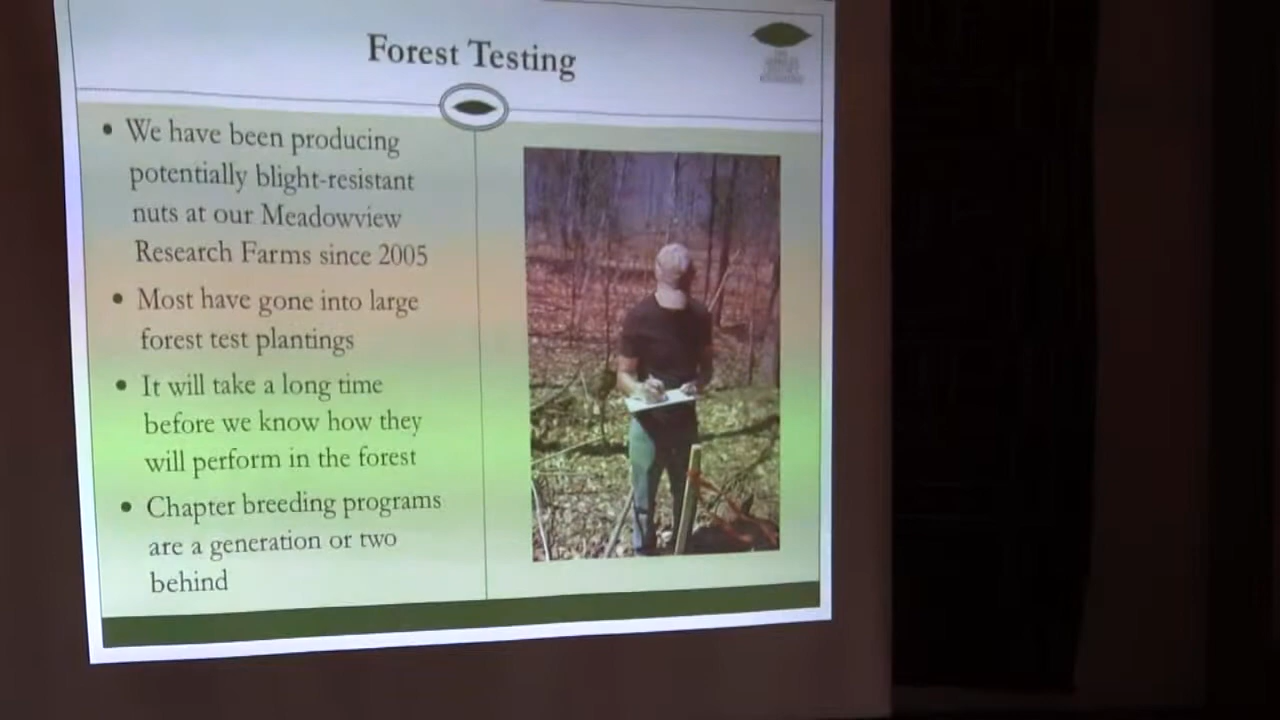 Forest Testing
• We have been producing
potentially blight-resistant
nuts at our Meadowview
Research Farms since 2005
• Most have gone into large
forest test plantings
• It will take a long time
before we know how they
will perform in the forest
• Chapter breeding programs
are a generation or two
behind